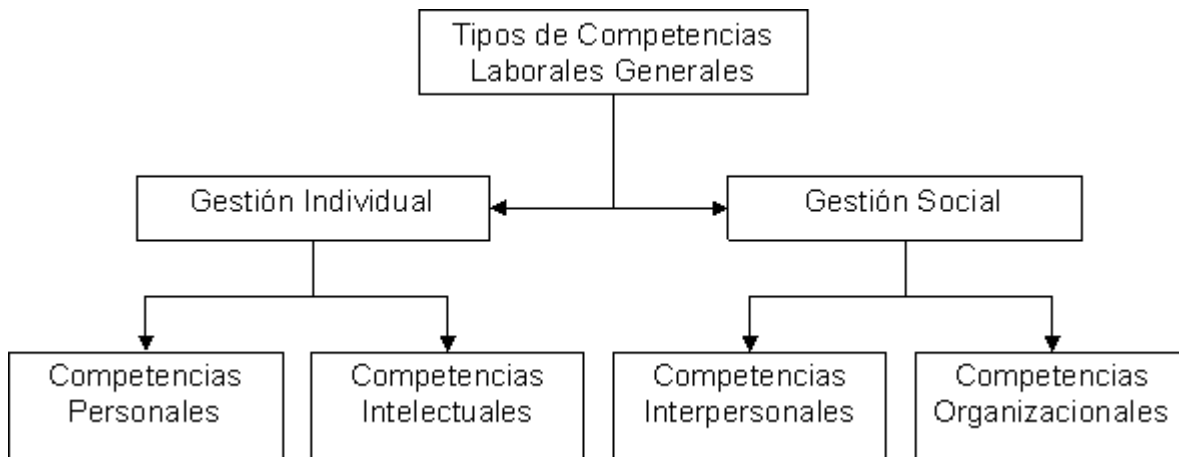 Tipos de Competencias
Laborales Generales
Gestión Individual
Gestión Social
Competencias
Personales
Competencias
Intelectuales
Competencias
Interpersonales
Competencias
Organizacionales